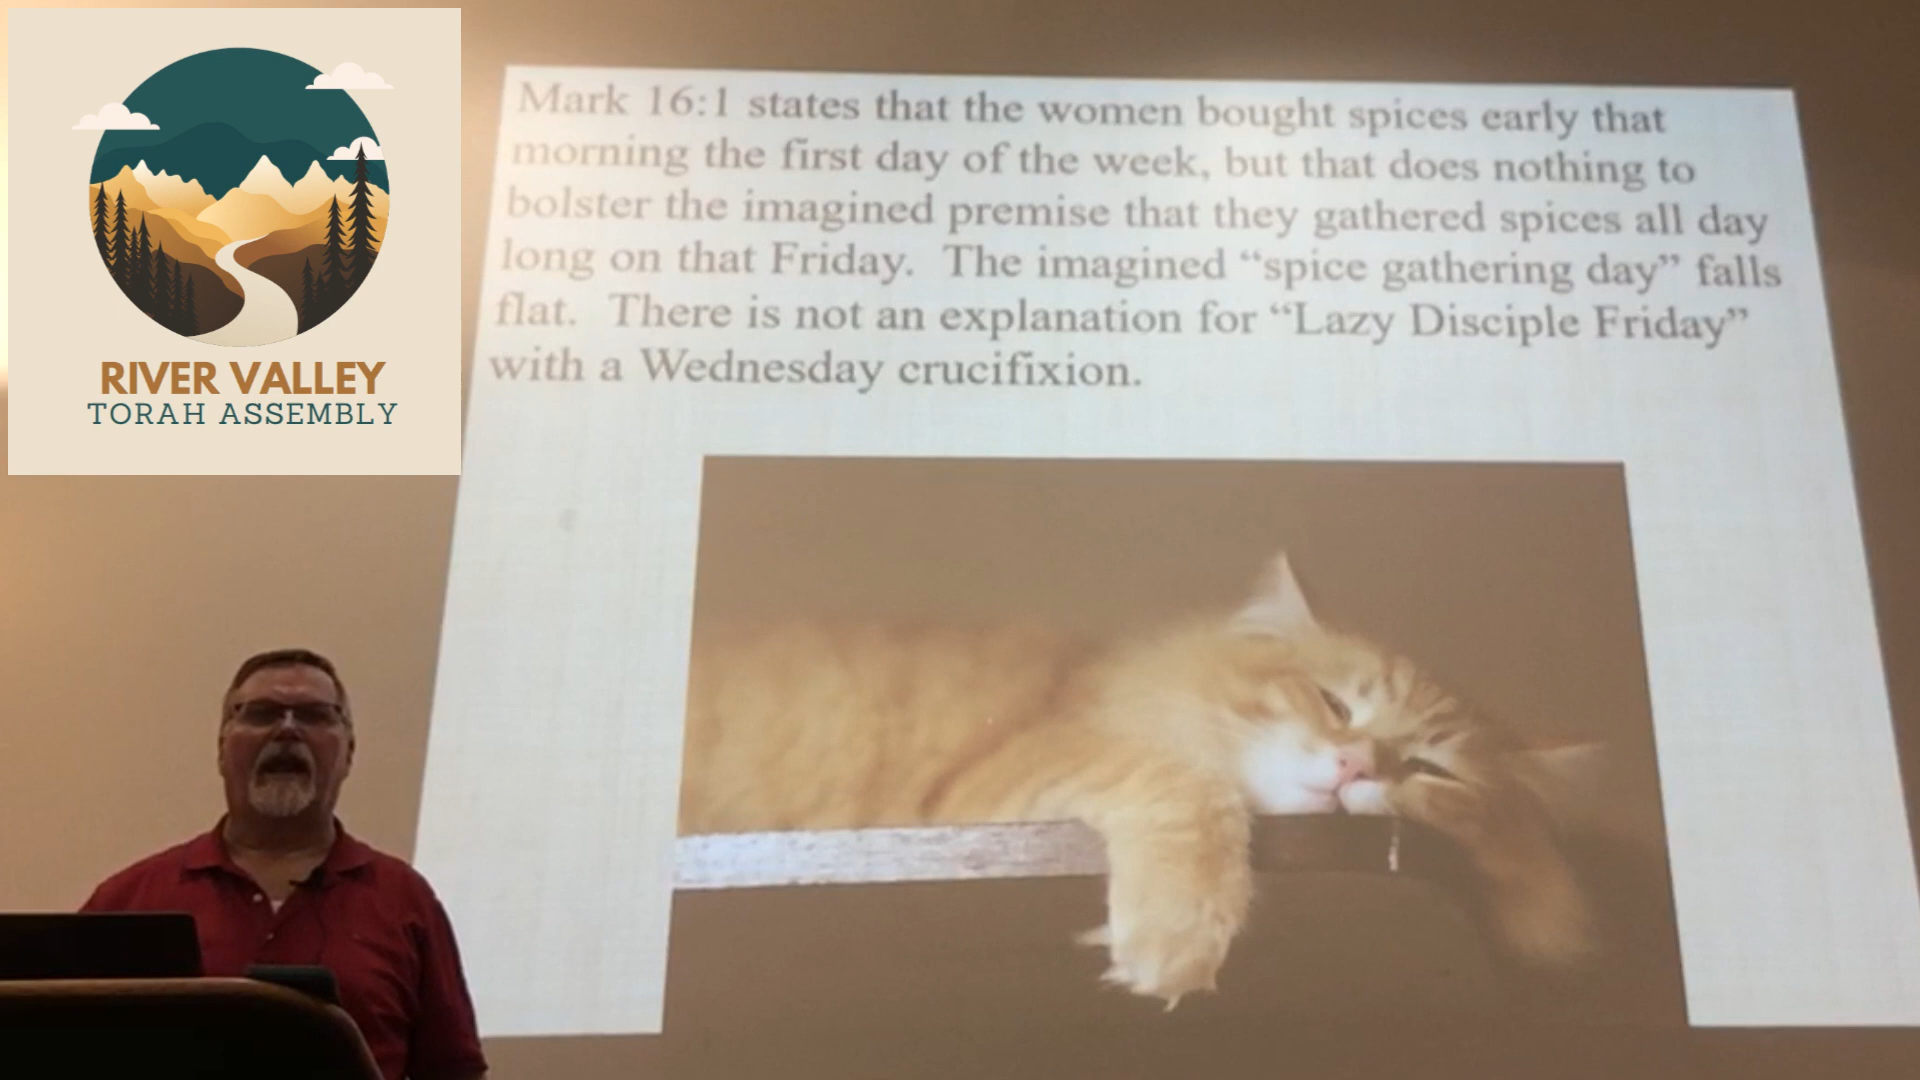 RIVER VALLEY
TORAH ASSEMBLY
Mark 16:1 states that the women bought spices early that
morning the first day of the week, but that does nothing to
bolster the imagined premise that they gathered spices all day
long on that Friday.  The imagined “spice gathering day” falls
flat.  There is not an explanation for “Lazy Disciple Friday”
with a Wednesday crucifixion.